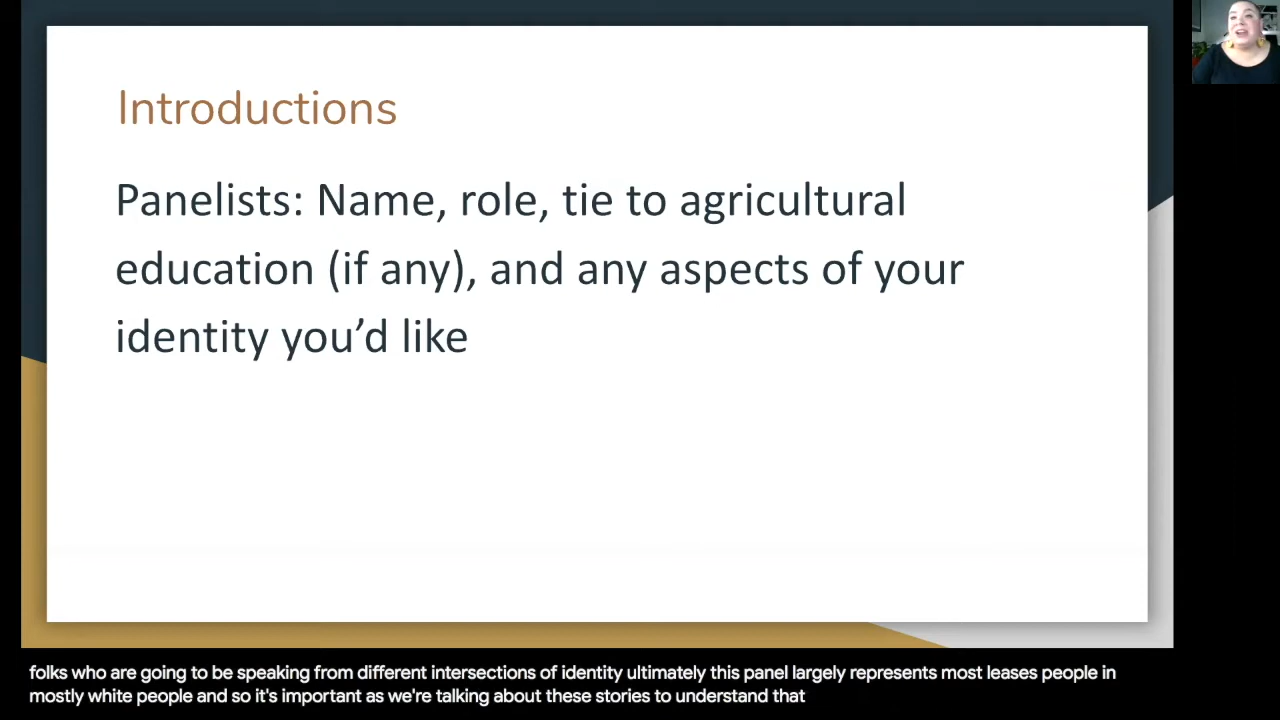 Introductions
Panelists: Name, role, tie to agricultural
education (if any), and any aspects of your
identity you’d like
folks who are going to be speaking from different intersections of identity ultimately this panel largely represents most leases people in
mostly white people and so it's important as we're talking about these stories to understand that